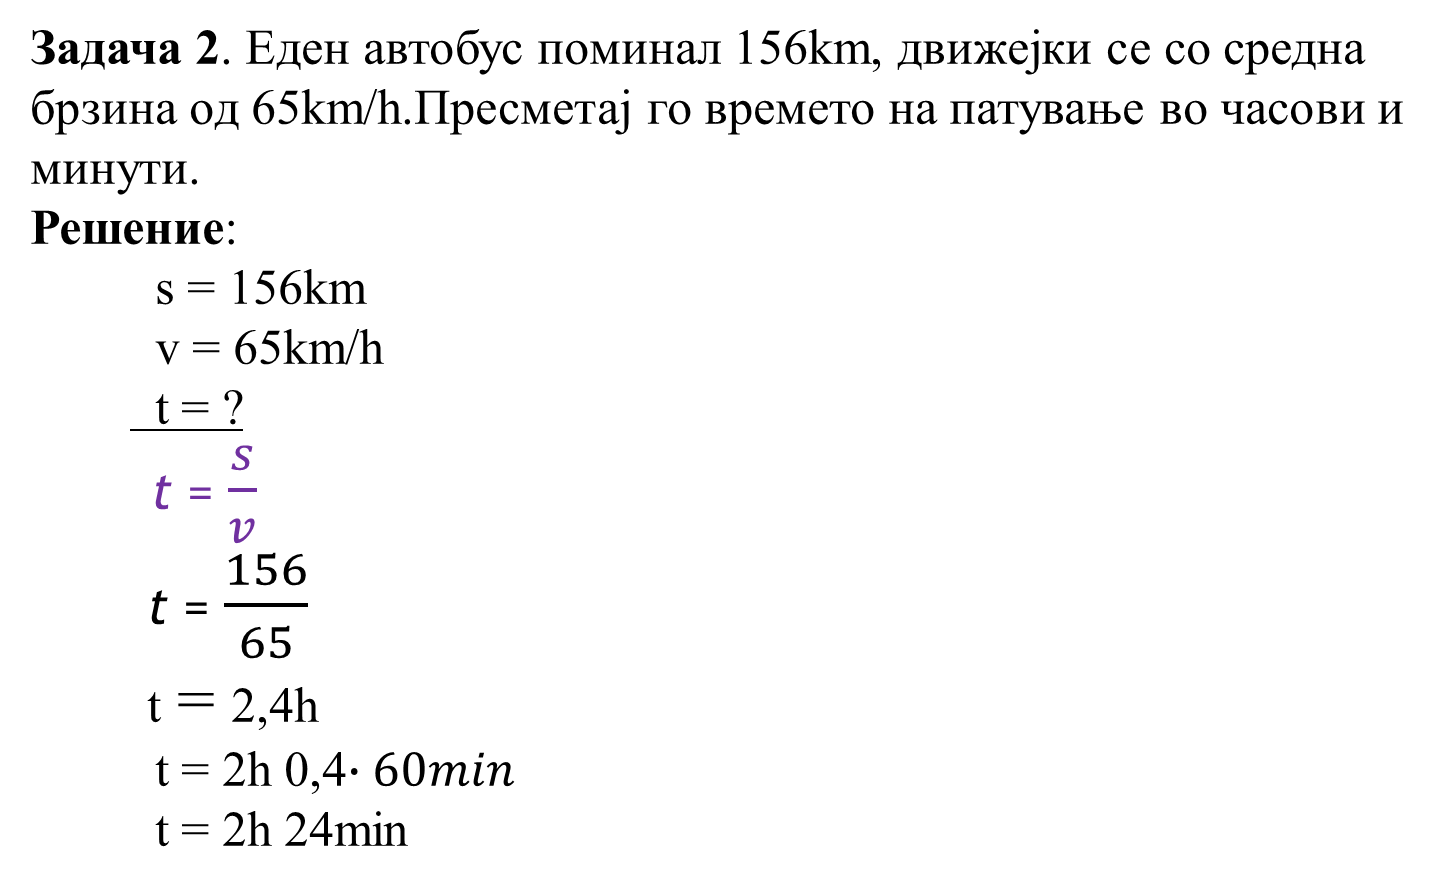 Задача 2. Еден автобус поминал 156km, движејки се со средна
брзина од 65km/h.Пресметај го времето на патување во часови и
минути.
Решение:
s = 156km
v = 65km/h
t = ?
t = s/v
t = 156/65
t = 2,4h
t = 2h 0,4· 60min
t = 2h 24min